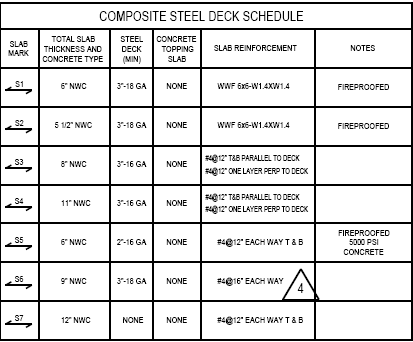 COMPOSITE STEEL DECK SCHEDULE
SLAB MARK | TOTAL SLAB THICKNESS AND CONCRETE TYPE | STEEL DECK (MIN) | CONCRETE TOPPING SLAB | SLAB REINFORCEMENT | NOTES
S1 | 6" NWC | 3"-18 GA | NONE | WWF 6x6-W1.4XW1.4 | FIREPROOFED
S2 | 5 1/2" NWC | 3"-18 GA | NONE | WWF 6x6-W1.4XW1.4 | FIREPROOFED
S3 | 8" NWC | 3"-16 GA | NONE | #4@12" T&B PARALLEL TO DECK #4@12" ONE LAYER PERP TO DECK
S4 | 11" NWC | 3"-16 GA | NONE | #4@12" T&B PARALLEL TO DECK #4@12" ONE LAYER PERP TO DECK
S5 | 6" NWC | 2"-16 GA | NONE | #4@12" EACH WAY T & B | FIREPROOFED 5000 PSI CONCRETE
S6 | 9" NWC | 3"-18 GA | NONE | #4@16" EACH WAY | 4
S7 | 12" NWC | NONE | NONE | #4@12" EACH WAY T & B